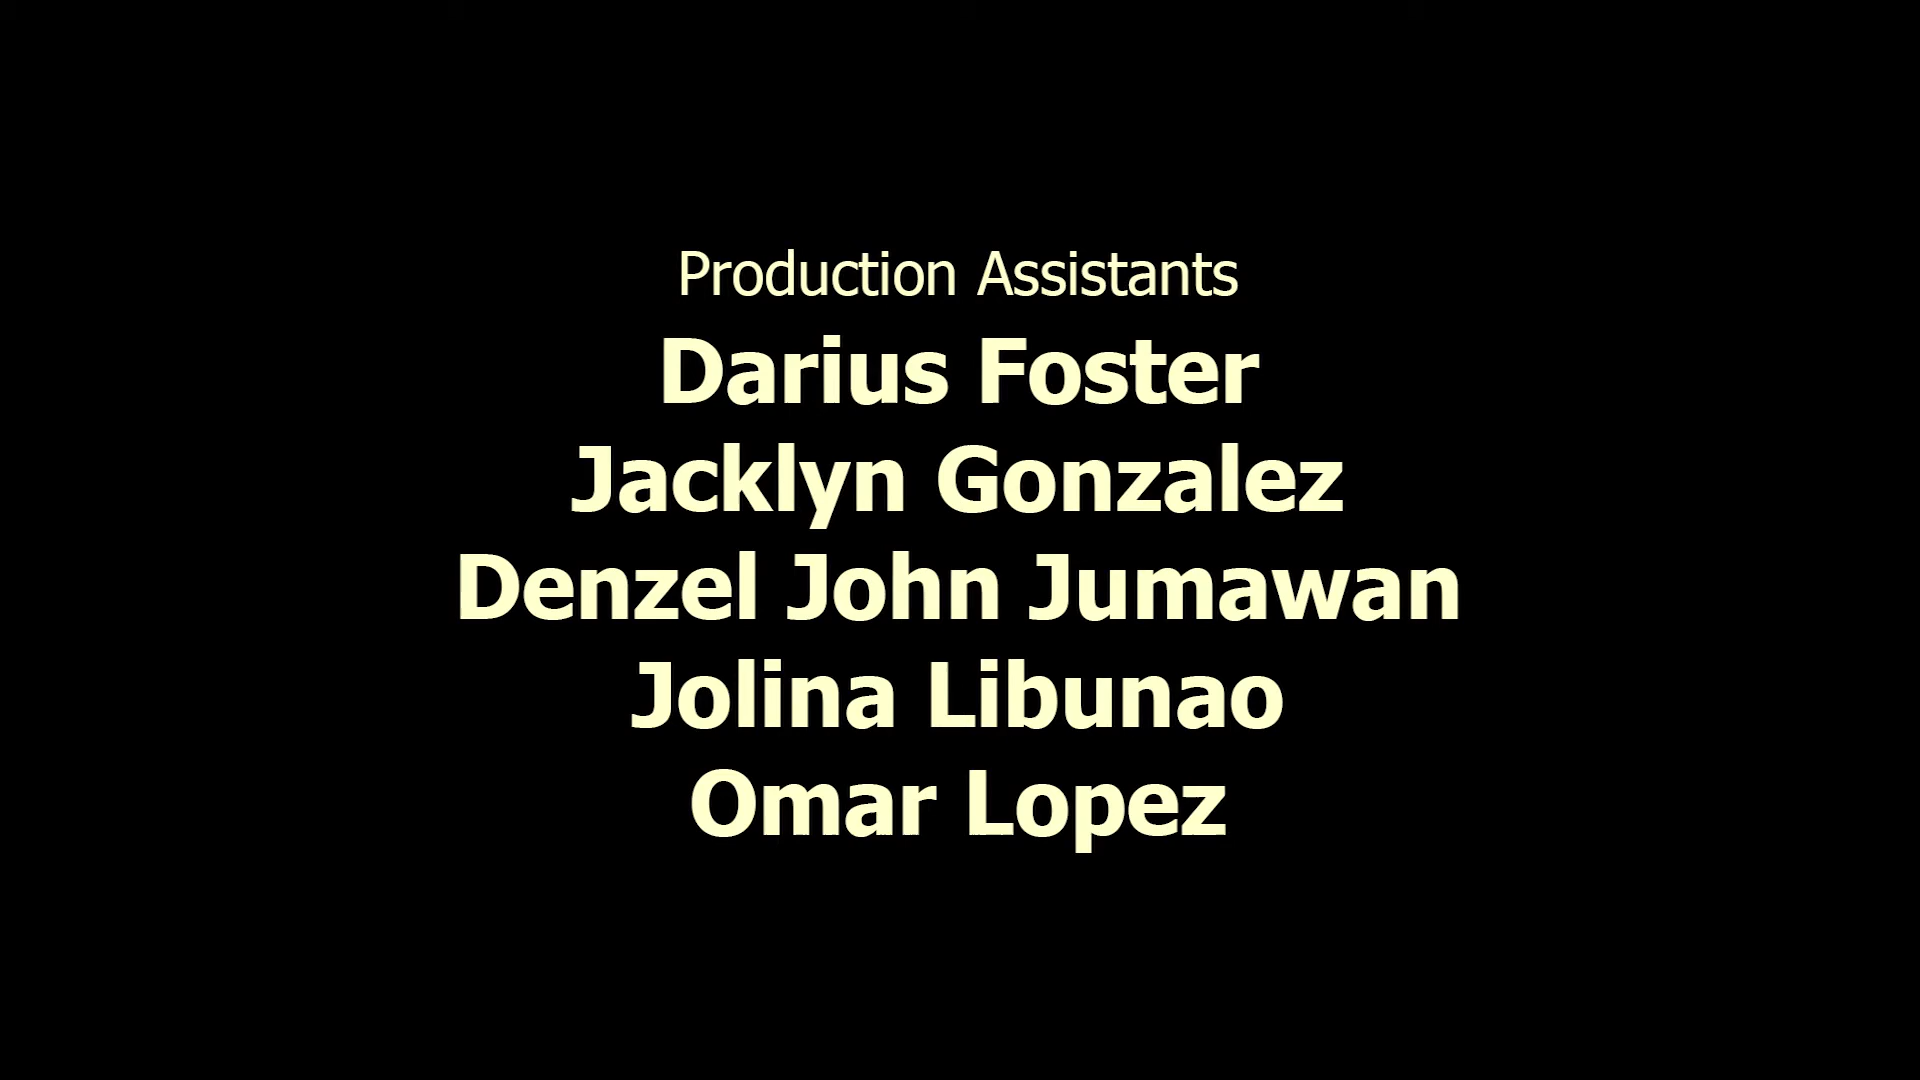 Production Assistants
Darius Foster
Jacklyn Gonzalez
Denzel John Jumawan
Jolina Libunao
Omar Lopez